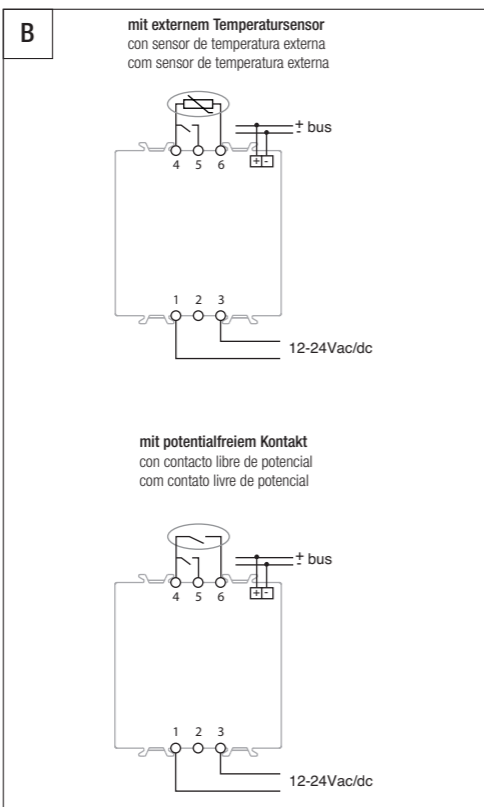 B
mit externem Temperatursensor
con sensor de temperatura externa
com sensor de temperatura externa
+ bus
-
4 5 6 + -
1 2 3
12-24Vac/dc
mit potentialfreiem Kontakt
con contacto libre de potencial
com contato livre de potencial
+ bus
-
4 5 6 + -
1 2 3
12-24Vac/dc